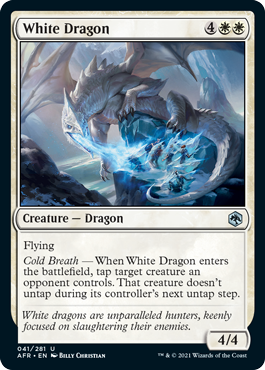 White Dragon 4
Creature — Dragon
Flying
Cold Breath — When White Dragon enters
the battlefield, tap target creature an
opponent controls. That creature doesn't
untap during its controller's next untap step.
White dragons are unparalleled hunters, keenly
focused on slaughtering their enemies.
4/4
041/281 U
AFR • EN BILLY CHRISTIAN
™ & © 2021 Wizards of the Coast